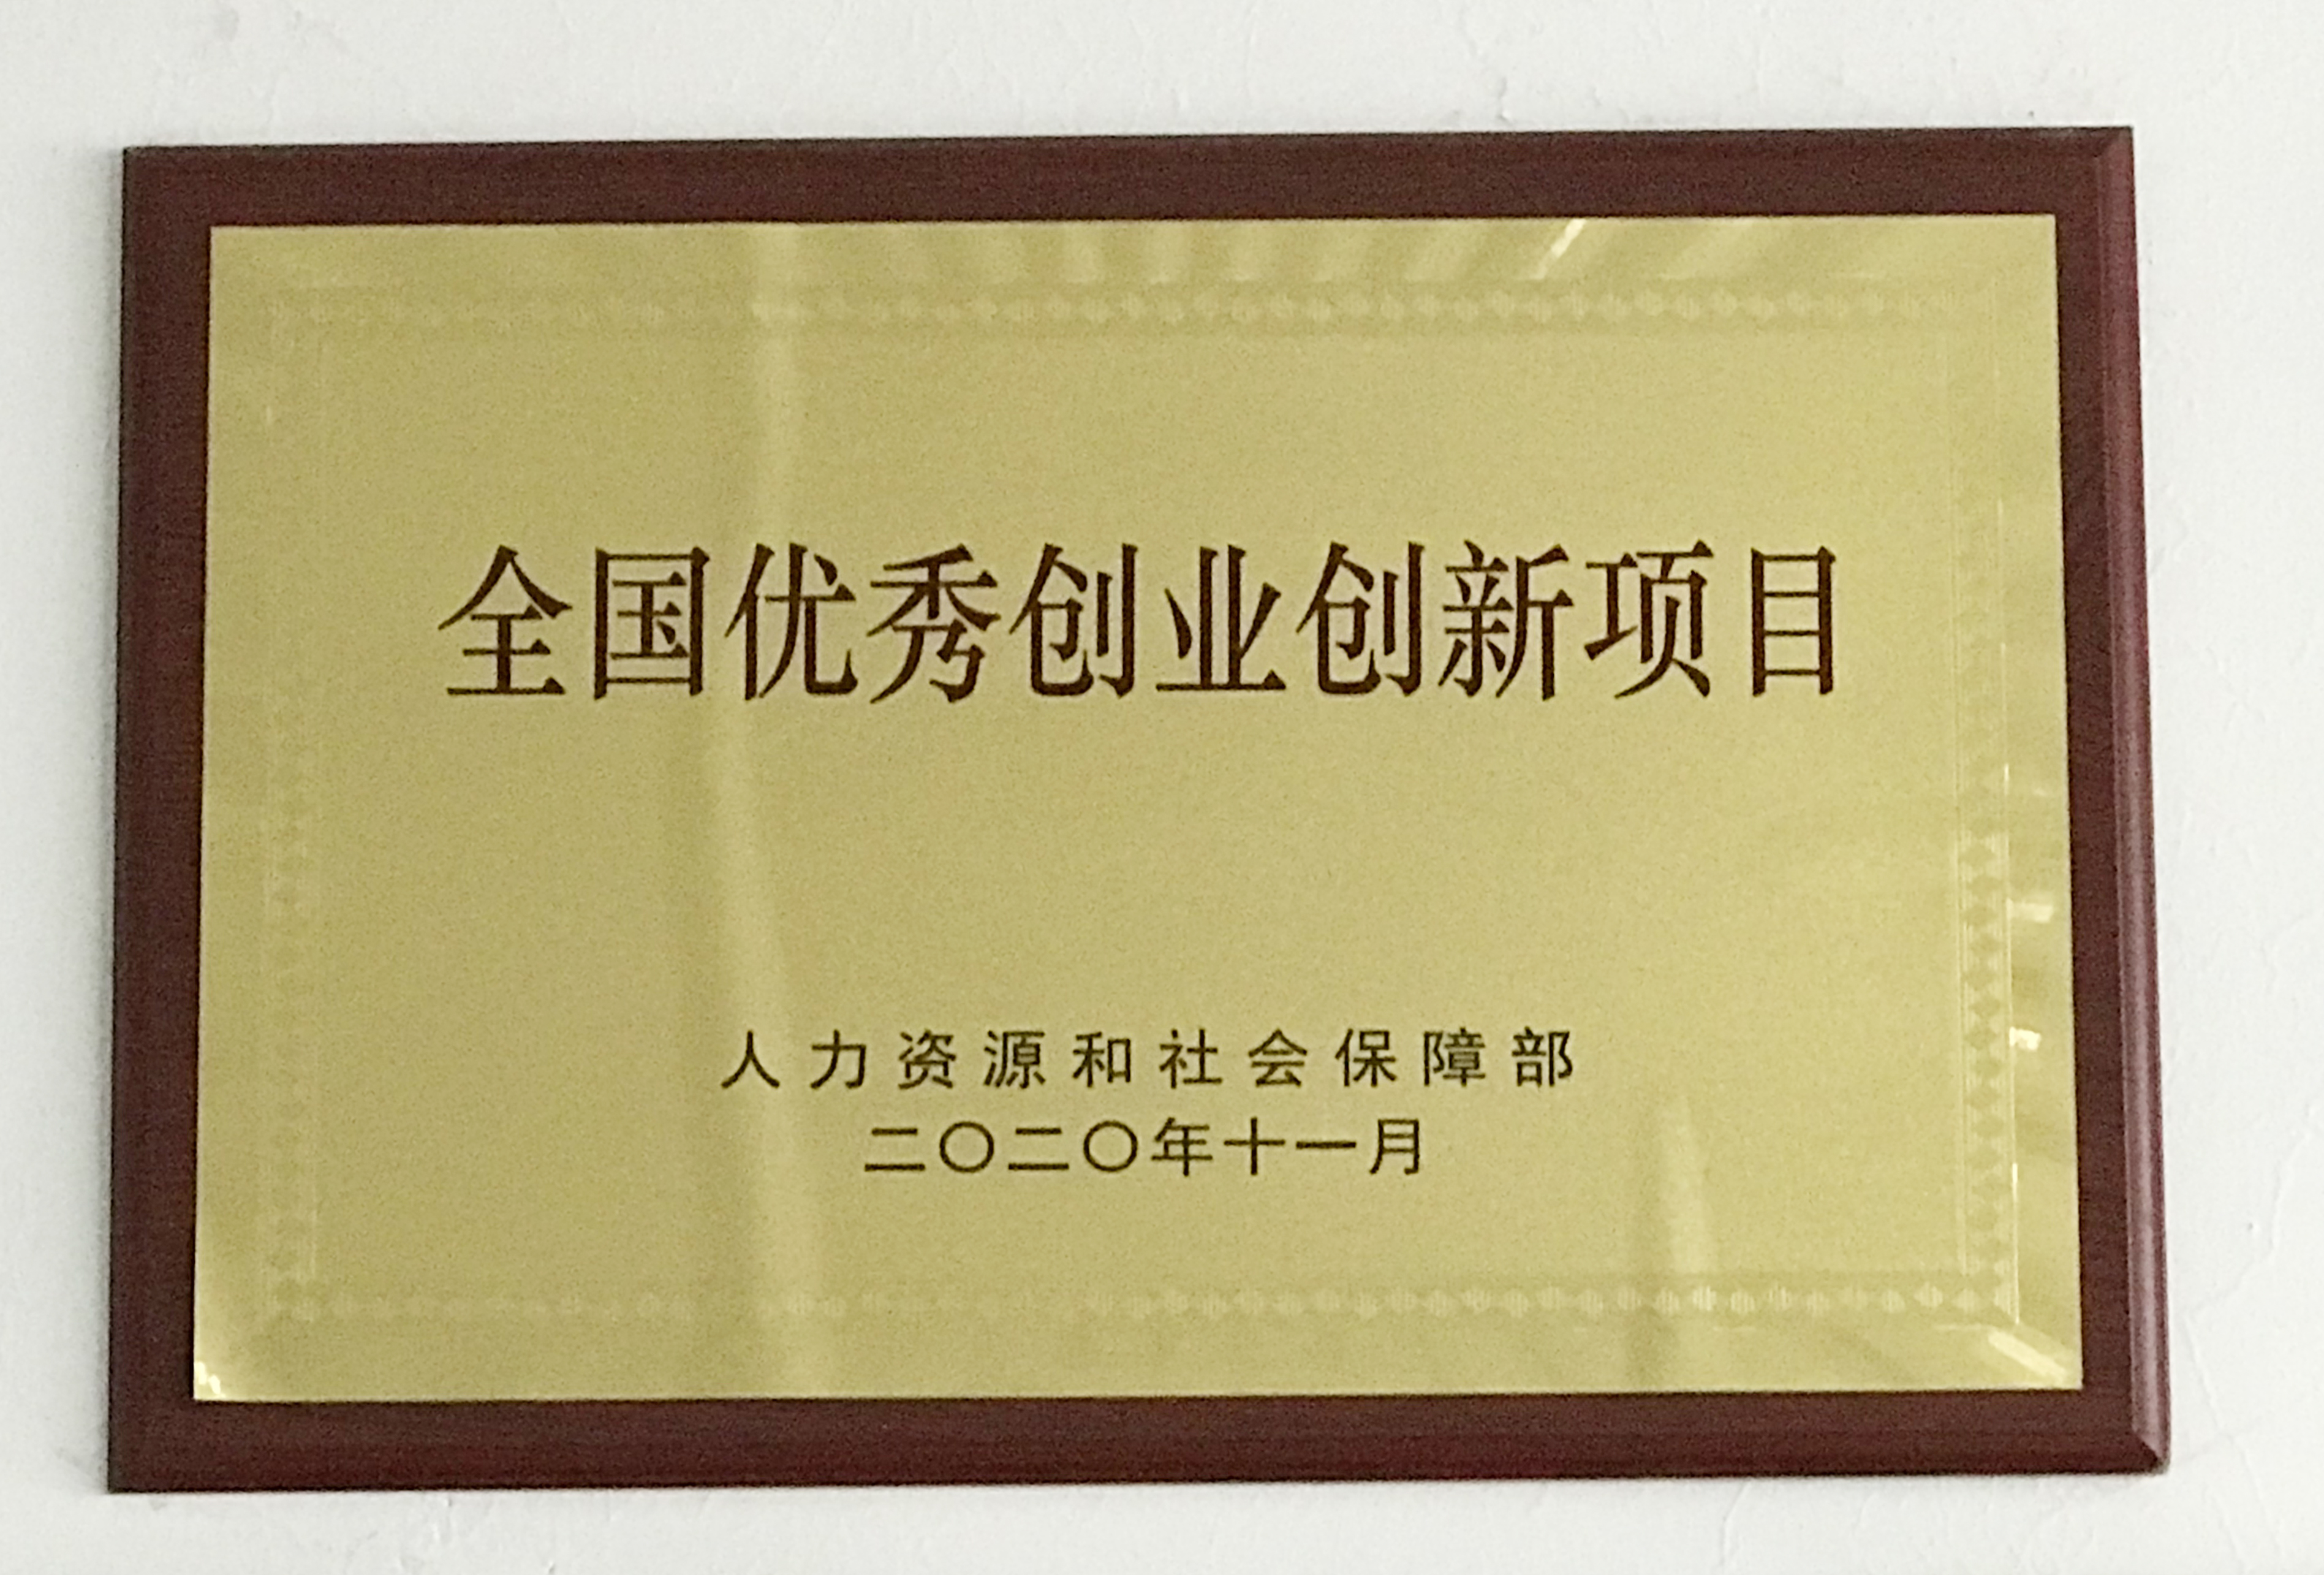 全国优秀创业创新项目
人力资源和社会保障部
二〇二〇年十一月